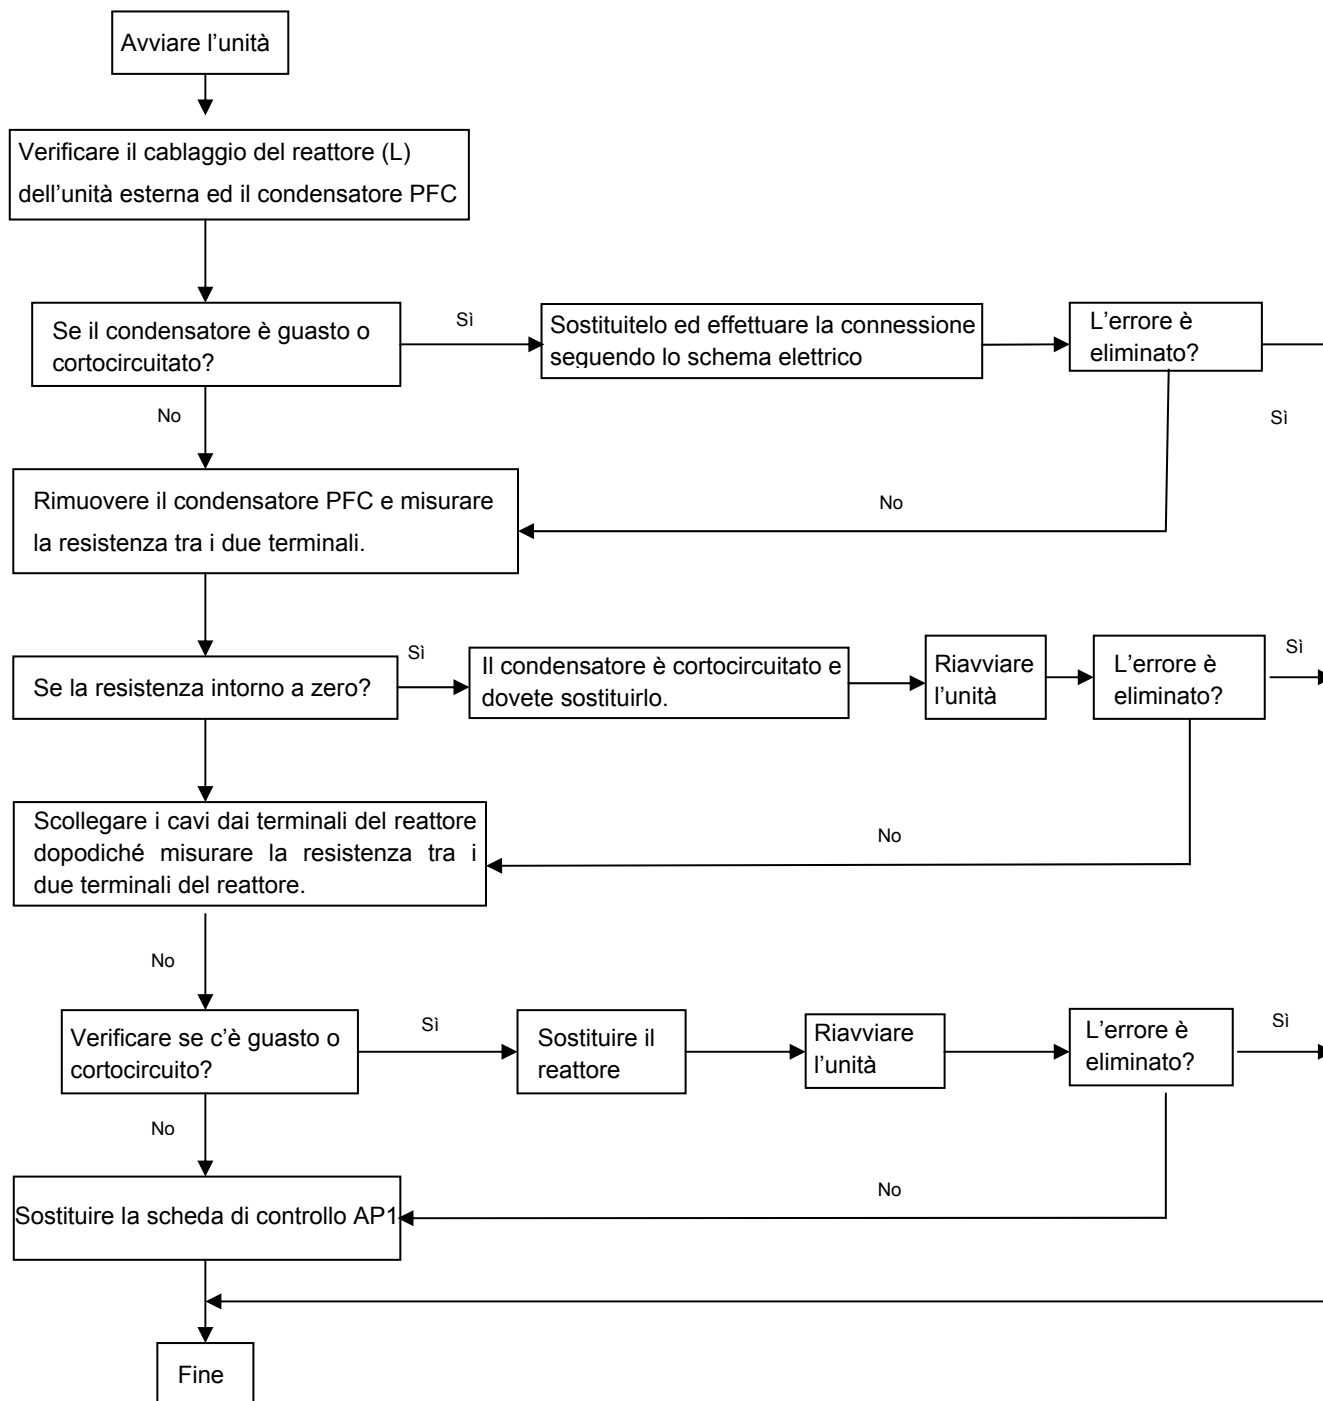 Avviare l'unità
Verificare il cablaggio del reattore (L)
dell'unità esterna ed il condensatore PFC
Se il condensatore è guasto o
cortocircuitato?
Sì
Sostituitelo ed effettuare la connessione
seguendo lo schema elettrico
L'errore è
eliminato?
Sì
No
Rimuovere il condensatore PFC e misurare
la resistenza tra i due terminali.
No
Se la resistenza intorno a zero?
Sì
Il condensatore è cortocircuitato e
dovete sostituirlo.
Riavviare
l'unità
L'errore è
eliminato?
Sì
Scollegare i cavi dai terminali del reattore
dopodiché misurare la resistenza tra i
due terminali del reattore.
No
No
Verificare se c'è guasto o
cortocircuito?
Sì
Sostituire il
reattore
Riavviare
l'unità
L'errore è
eliminato?
Sì
No
Sostituire la scheda di controllo AP1
No
Fine